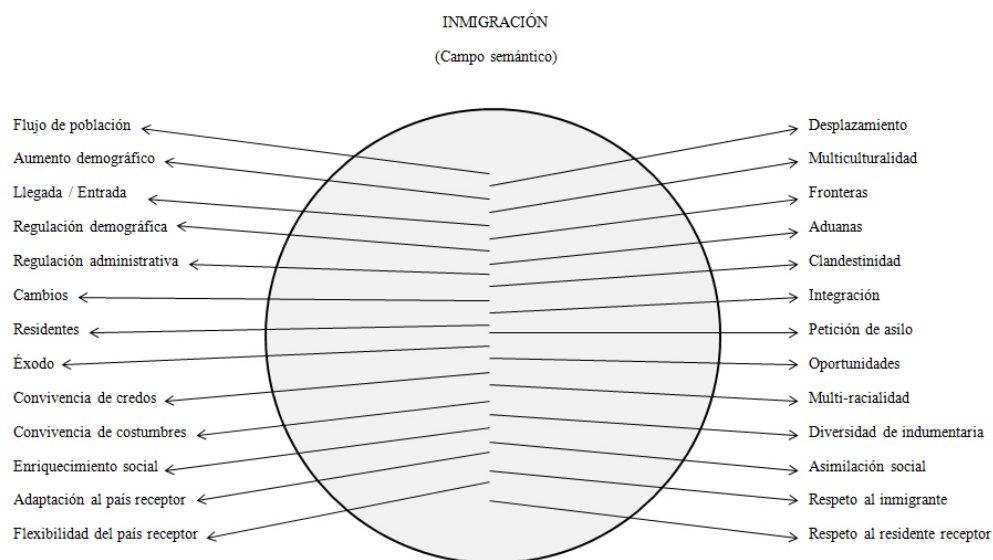 INMIGRACIÓN
(Campo semántico)
Flujo de población
Aumento demográfico
Llegada / Entrada
Regulación demográfica
Regulación administrativa
Cambios
Residentes
Éxodo
Convivencia de credos
Convivencia de costumbres
Enriquecimiento social
Adaptación al país receptor
Flexibilidad del país receptor
Desplazamiento
Multiculturalidad
Fronteras
Aduanas
Clandestinidad
Integración
Petición de asilo
Oportunidades
Multi-racialidad
Diversidad de indumentaria
Asimilación social
Respeto al inmigrante
Respeto al residente receptor